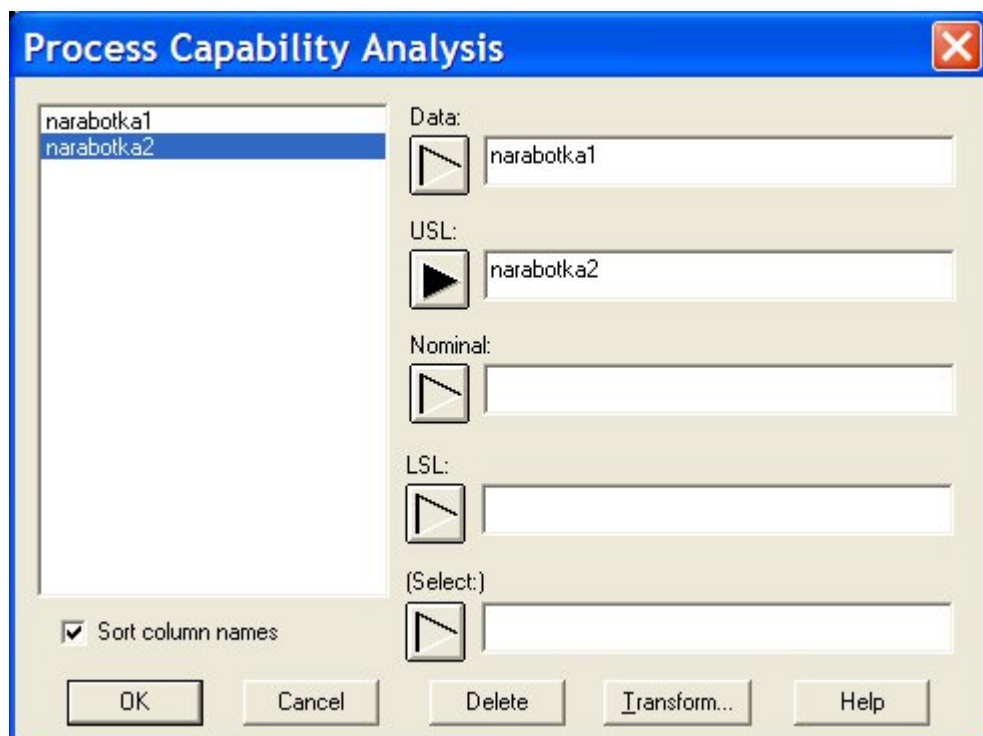 Process Capability Analysis
narabotka1
narabotka2
Sort column names
Data:
narabotka1
USL:
narabotka2
Nominal:
LSL:
(Select:)
OK
Cancel
Delete
Transform...
Help